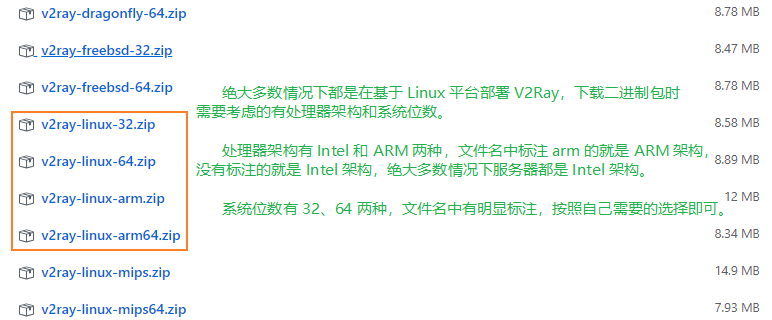 v2ray-dragonfly-64.zip 8.78 MB
v2ray-freebsd-32.zip 8.47 MB
v2ray-freebsd-64.zip 8.78 MB
绝大多数情况下都是在基于 Linux 平台部署 V2Ray，下载二进制包时
需要考虑的有处理器架构和系统位数。
v2ray-linux-32.zip 8.58 MB
处理器架构有 Intel 和 ARM 两种，文件名中标注 arm 的就是 ARM 架构，
v2ray-linux-64.zip 8.89 MB
没有标注的就是 Intel 架构，绝大多数情况下服务器都是 Intel 架构。
v2ray-linux-arm.zip 12 MB
系统位数有 32、64 两种，文件名中有明显标注，按照自己需要的选择即可。
v2ray-linux-arm64.zip 8.34 MB
v2ray-linux-mips.zip 14.9 MB
v2ray-linux-mips64.zip 7.93 MB